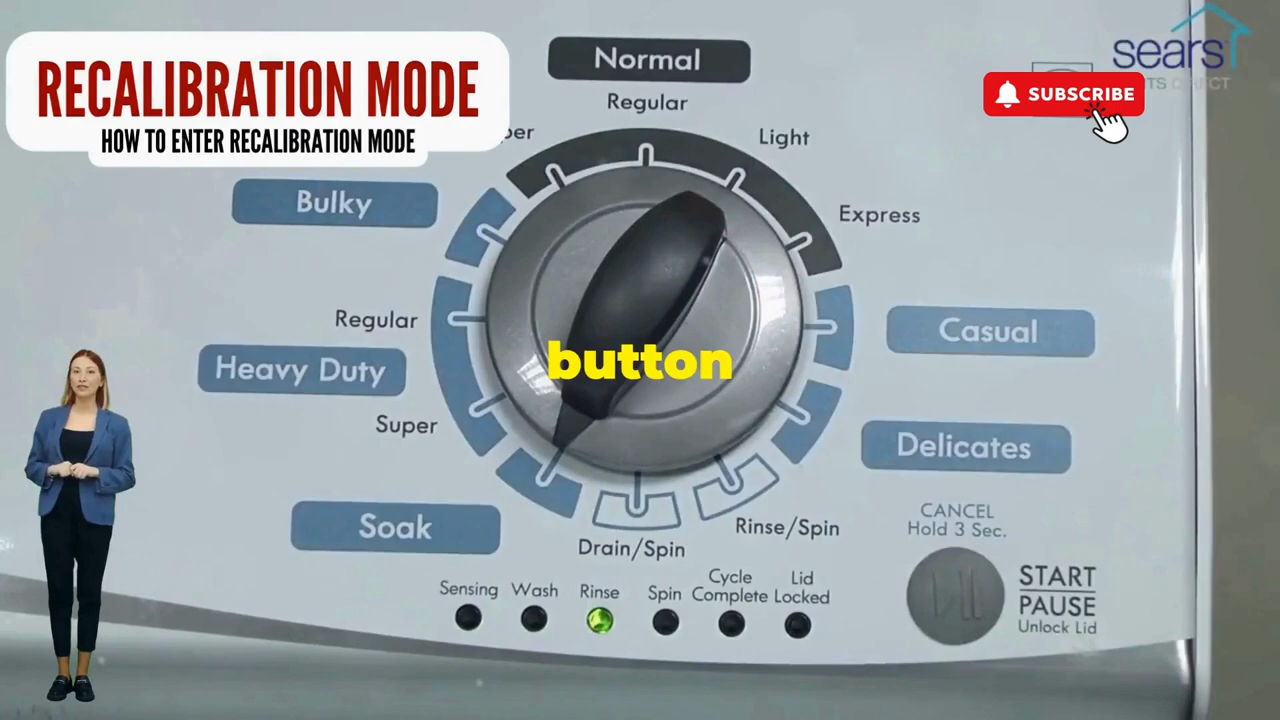 RECALIBRATION MODE
HOW TO ENTER RECALIBRATION MODE
sears
SUBSCRIBE
Normal
Regular
Light
Express
Bulky
Regular
Heavy Duty
Super
Soak
button
Casual
Delicates
Rinse/Spin
Drain/Spin
CANCEL
Hold 3 Sec.
START
PAUSE
Unlock Lid
Sensing
Wash
Rinse
Spin
Cycle
Complete
Lid
Locked